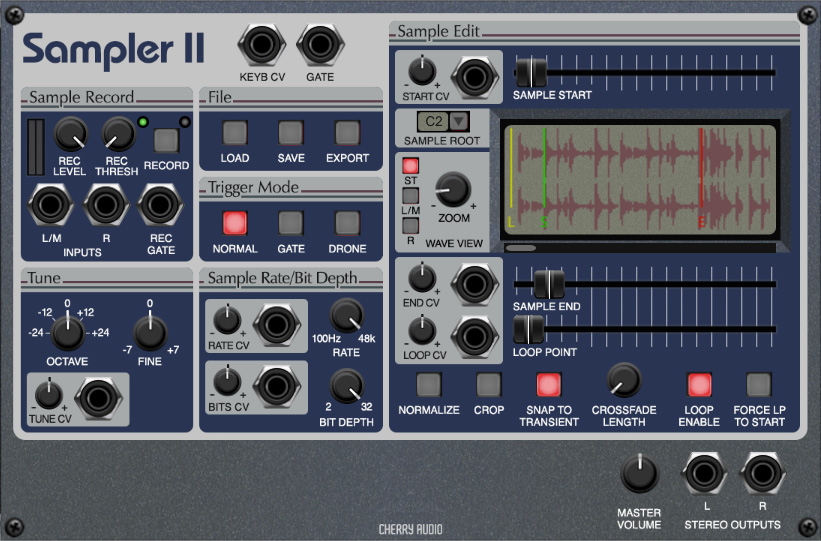 Sampler II
KEYB CV
GATE
Sample Record
REC LEVEL
REC THRESH
RECORD
L/M
R
REC GATE
INPUTS
File
LOAD
SAVE
EXPORT
Trigger Mode
NORMAL
GATE
DRONE
Tune
0
-12
+12
-24
+24
OCTAVE
0
-7
+7
FINE
-
+
TUNE CV
Sample Rate/Bit Depth
-
+
RATE CV
100Hz
48k
RATE
-
+
BITS CV
2
32
BIT DEPTH
Sample Edit
-
+
START CV
SAMPLE START
C2
SAMPLE ROOT
ST
L/M
R
-
+
ZOOM
WAVE VIEW
L
S
E
-
+
END CV
SAMPLE END
-
+
LOOP CV
LOOP POINT
NORMALIZE
CROP
SNAP TO
TRANSIENT
CROSSFADE
LENGTH
LOOP
ENABLE
FORCE LP
TO START
MASTER
VOLUME
L
R
STEREO OUTPUTS
CHERRY AUDIO